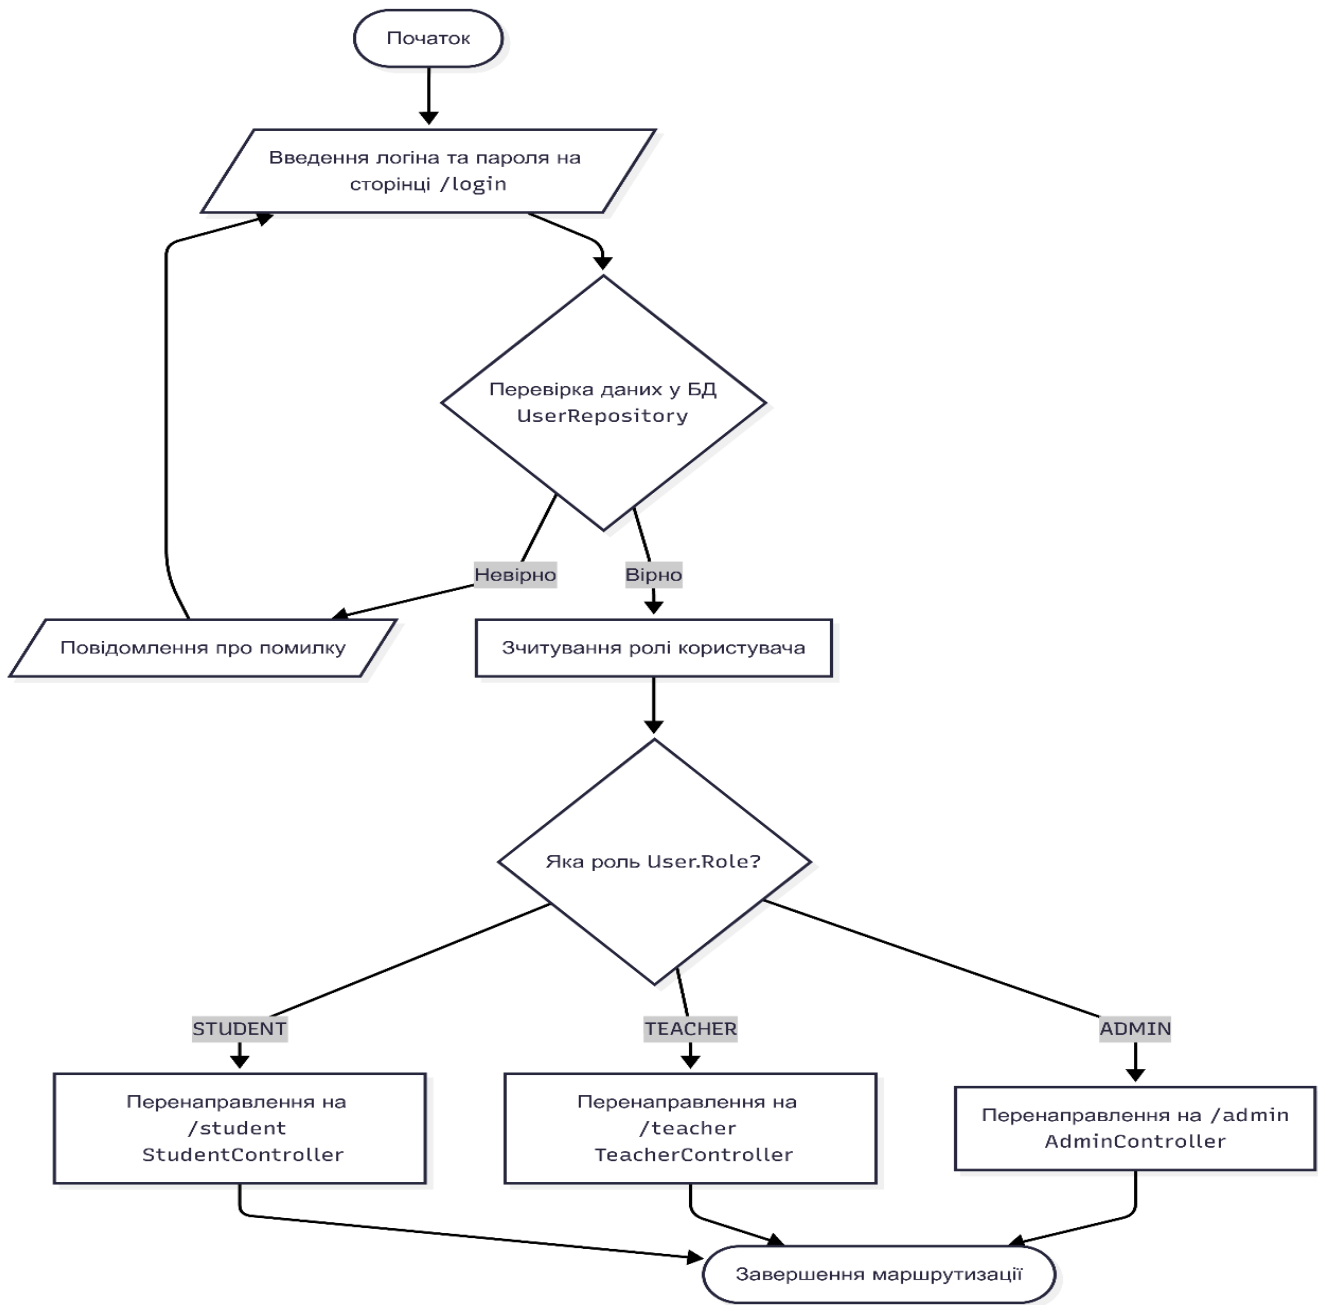 Початок
Введення логіна та пароля на
сторінці /login
Перевірка даних у БД
UserRepository
Невірно
Вірно
Повідомлення про помилку
Зчитування ролі користувача
Яка роль User.Role?
STUDENT
TEACHER
ADMIN
Перенаправлення на
/student
StudentController
Перенаправлення на
/teacher
TeacherController
Перенаправлення на /admin
AdminController
Завершення маршрутизації